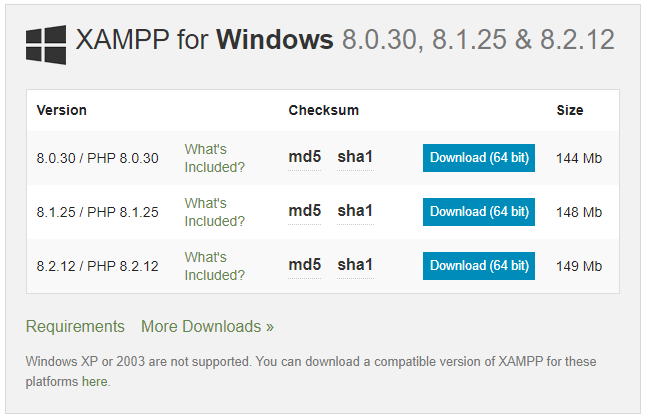 XAMPP for Windows 8.0.30, 8.1.25 & 8.2.12
Version Checksum Size
8.0.30 / PHP 8.0.30 What's Included? md5 sha1 Download (64 bit) 144 Mb
8.1.25 / PHP 8.1.25 What's Included? md5 sha1 Download (64 bit) 148 Mb
8.2.12 / PHP 8.2.12 What's Included? md5 sha1 Download (64 bit) 149 Mb
Requirements More Downloads »
Windows XP or 2003 are not supported. You can download a compatible version of XAMPP for these
platforms here.